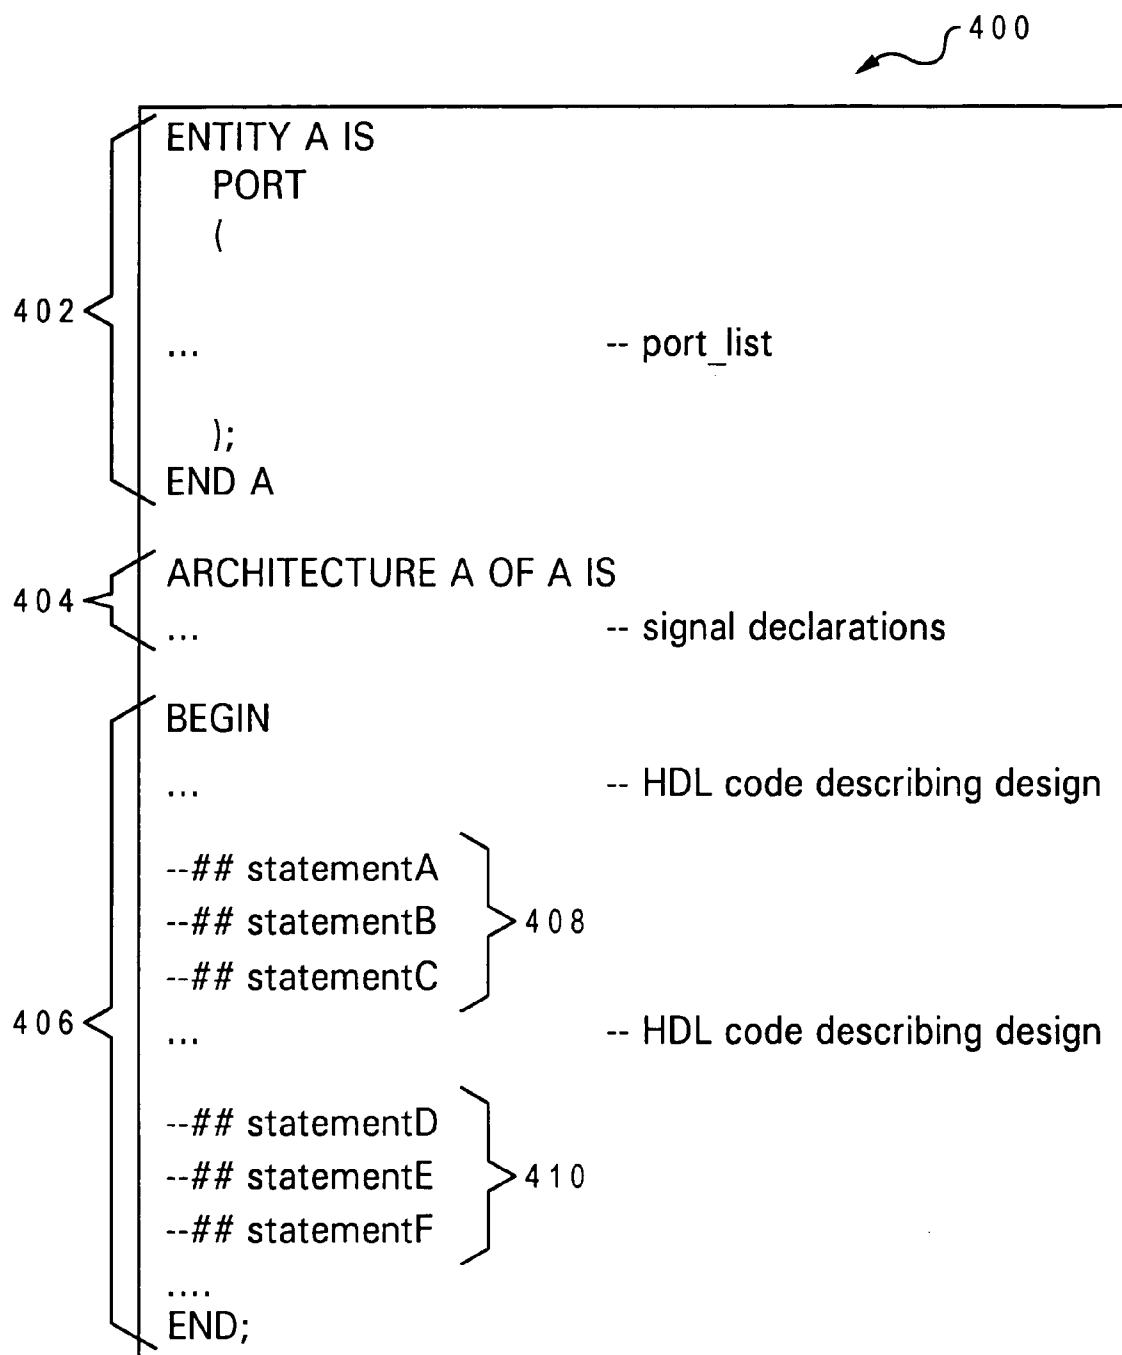 400
ENTITY A IS
PORT
(
402
... -- port_list
);
END A
ARCHITECTURE A OF A IS
404
... -- signal declarations
BEGIN
... -- HDL code describing design
--## statementA
--## statementB 408
--## statementC
406
... -- HDL code describing design
--## statementD
--## statementE 410
--## statementF
....
END;